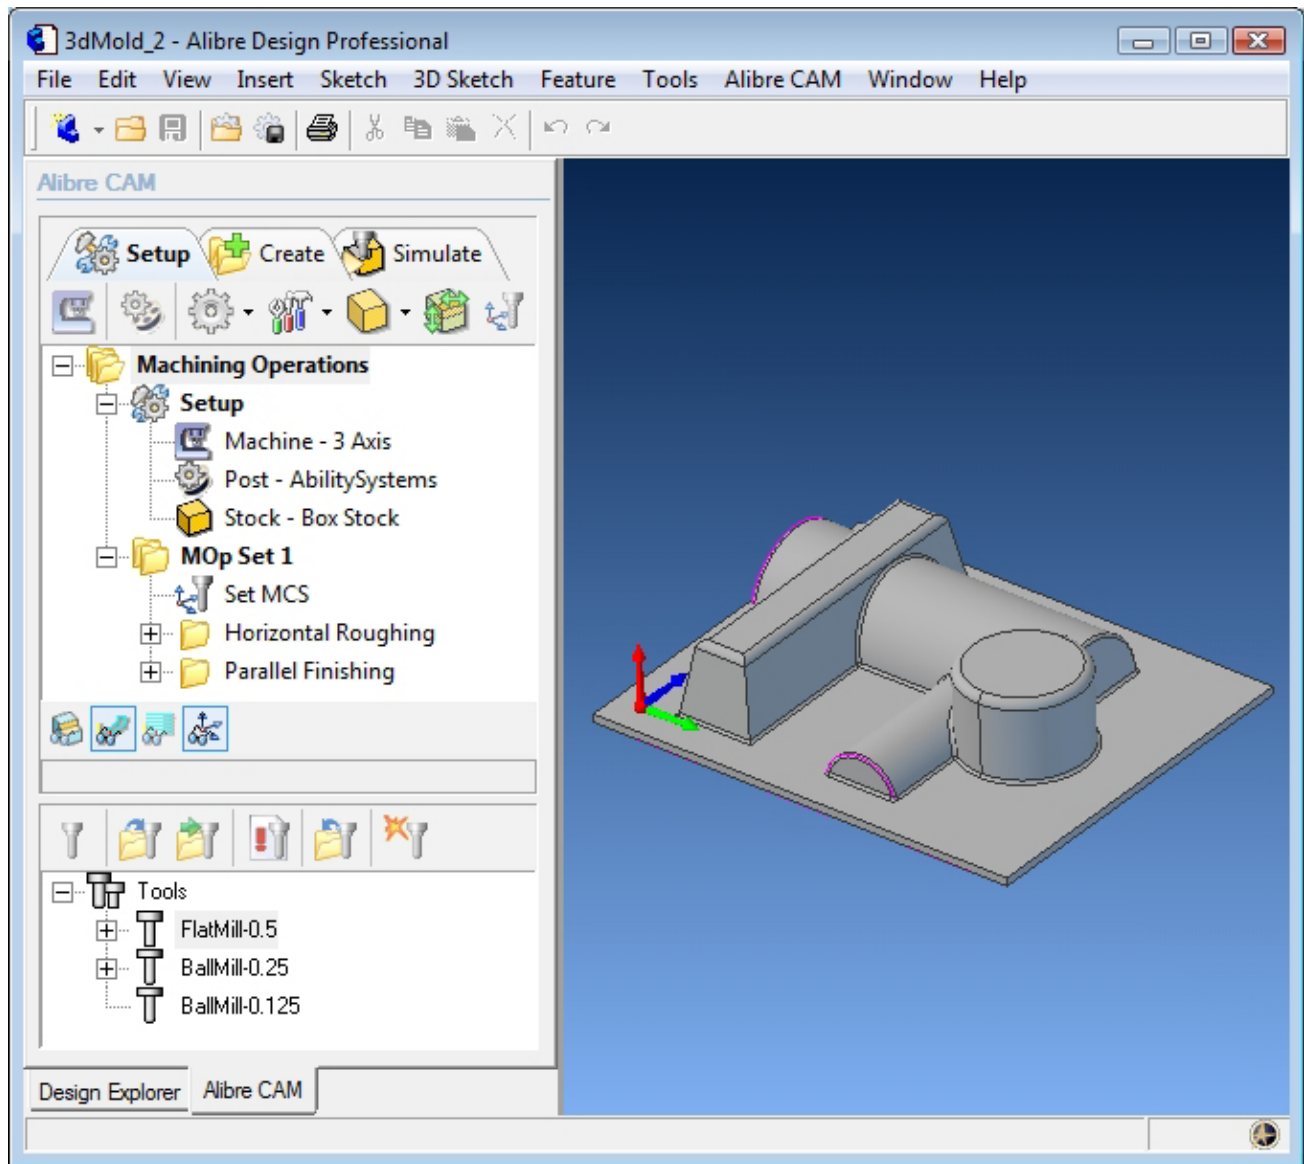 3dMold_2 - Alibre Design Professional
File Edit View Insert Sketch 3D Sketch Feature Tools Alibre CAM Window Help
Alibre CAM
Setup Create Simulate
Machining Operations
Setup
Machine - 3 Axis
Post - AbilitySystems
Stock - Box Stock
MOp Set 1
Set MCS
Horizontal Roughing
Parallel Finishing
Tools
FlatMill-0.5
BallMill-0.25
BallMill-0.125
Design Explorer Alibre CAM